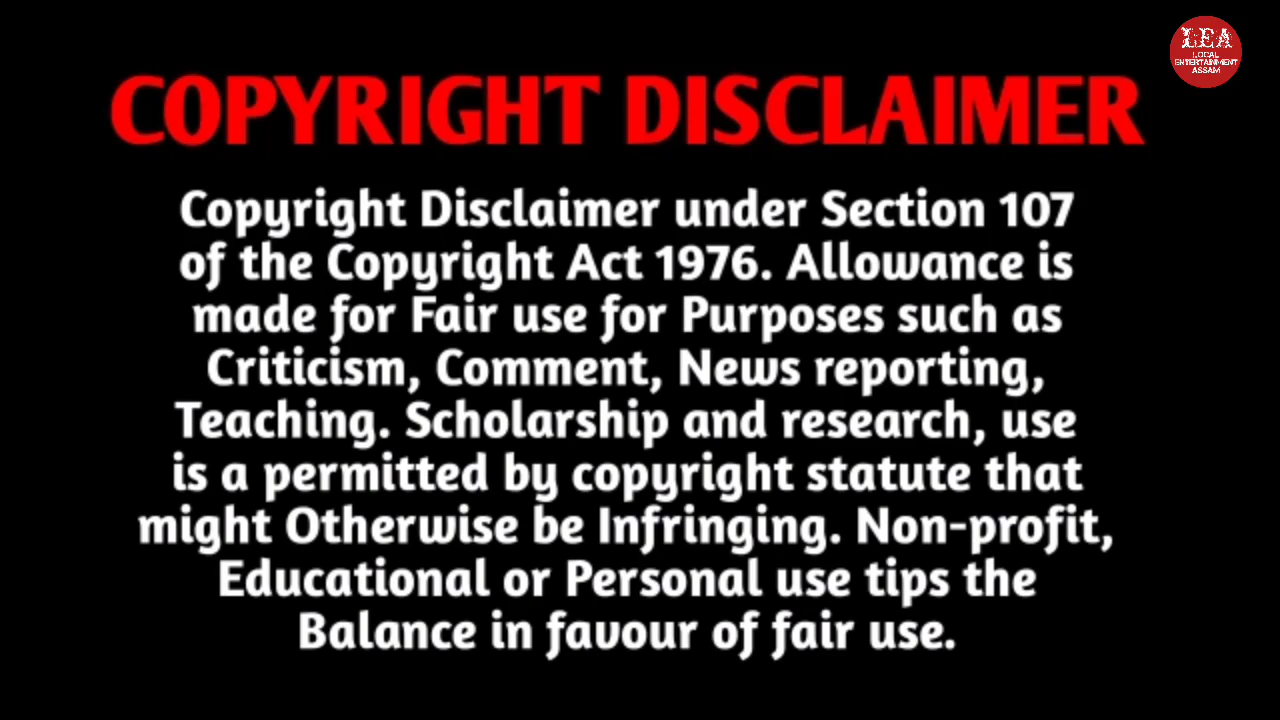 LEA
LOCAL
ENTERTAINMENT
ASSAM
COPYRIGHT DISCLAIMER
Copyright Disclaimer under Section 107
of the Copyright Act 1976. Allowance is
made for Fair use for Purposes such as
Criticism, Comment, News reporting,
Teaching. Scholarship and research, use
is a permitted by copyright statute that
might Otherwise be Infringing. Non-profit,
Educational or Personal use tips the
Balance in favour of fair use.